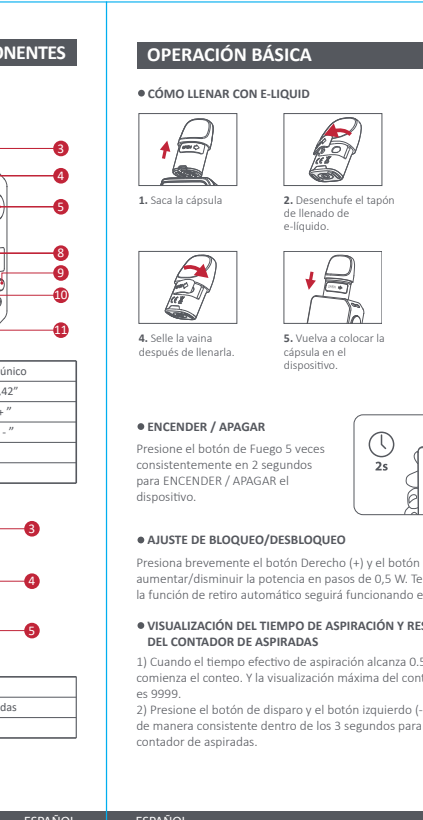 ONENTES
3
4
5
8
9
10
11
único
.42"
+ "
- "
3
4
5
das
ESPAÑOL
OPERACIÓN BÁSICA
● CÓMO LLENAR CON E-LIQUID
1. Saca la cápsula
2. Desenchufe el tapón
de llenado de
e-líquido.
4. Selle la vaina
después de llenarla.
5. Vuelva a colocar la
cápsula en el
dispositivo.
● ENCENDER / APAGAR
Presione el botón de Fuego 5 veces
consistentemente en 2 segundos
para ENCENDER / APAGAR el
dispositivo.
2s
● AJUSTE DE BLOQUEO/DESBLOQUEO
Presiona brevemente el botón Derecho (+) y el botón
aumentar/disminuir la potencia en pasos de 0,5 W. Te
la función de retiro automático seguirá funcionando e
● VISUALIZACIÓN DEL TIEMPO DE ASPIRACIÓN Y RES
DEL CONTADOR DE ASPIRADAS
1) Cuando el tiempo efectivo de aspiración alcanza 0.5
comienza el conteo. Y la visualización máxima del cont
es 9999.
2) Presione el botón de disparo y el botón izquierdo (-
de manera consistente dentro de los 3 segundos para
contador de aspiradas.
ESPAÑOL